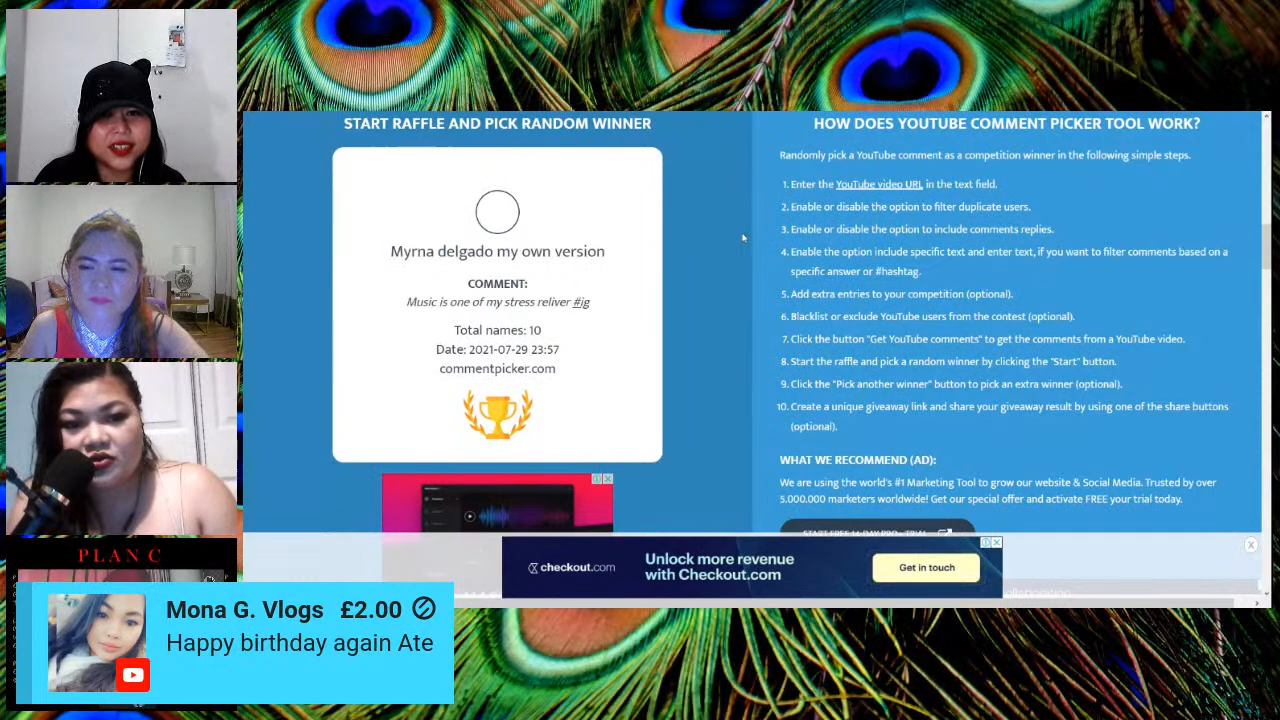 START RAFFLE AND PICK RANDOM WINNER
Myrna delgado my own version
COMMENT:
Music is one of my stress reliver #jg
Total names: 10
Date: 2021-07-29 23:57
commentpicker.com
HOW DOES YOUTUBE COMMENT PICKER TOOL WORK?
Randomly pick a YouTube comment as a competition winner in the following simple steps.
1. Enter the YouTube video URL in the text field.
2. Enable or disable the option to filter duplicate users.
3. Enable or disable the option to include comments replies.
4. Enable the option include specific text and enter text, if you want to filter comments based on a
specific answer or #hashtag.
5. Add extra entries to your competition (optional).
6. Blacklist or exclude YouTube users from the contest (optional).
7. Click the button "Get YouTube comments" to get the comments from a YouTube video.
8. Start the raffle and pick a random winner by clicking the "Start" button.
9. Click the "Pick another winner" button to pick an extra winner (optional).
10. Create a unique giveaway link and share your giveaway result by using one of the share buttons
(optional).
WHAT WE RECOMMEND (AD):
We are using the world's #1 Marketing Tool to grow our website & Social Media. Trusted by over
5.000.000 marketers worldwide! Get our special offer and activate FREE your trial today.
checkout.com
Unlock more revenue
with Checkout.com
Get in touch
PLAN C
Mona G. Vlogs £2.00
Happy birthday again Ate